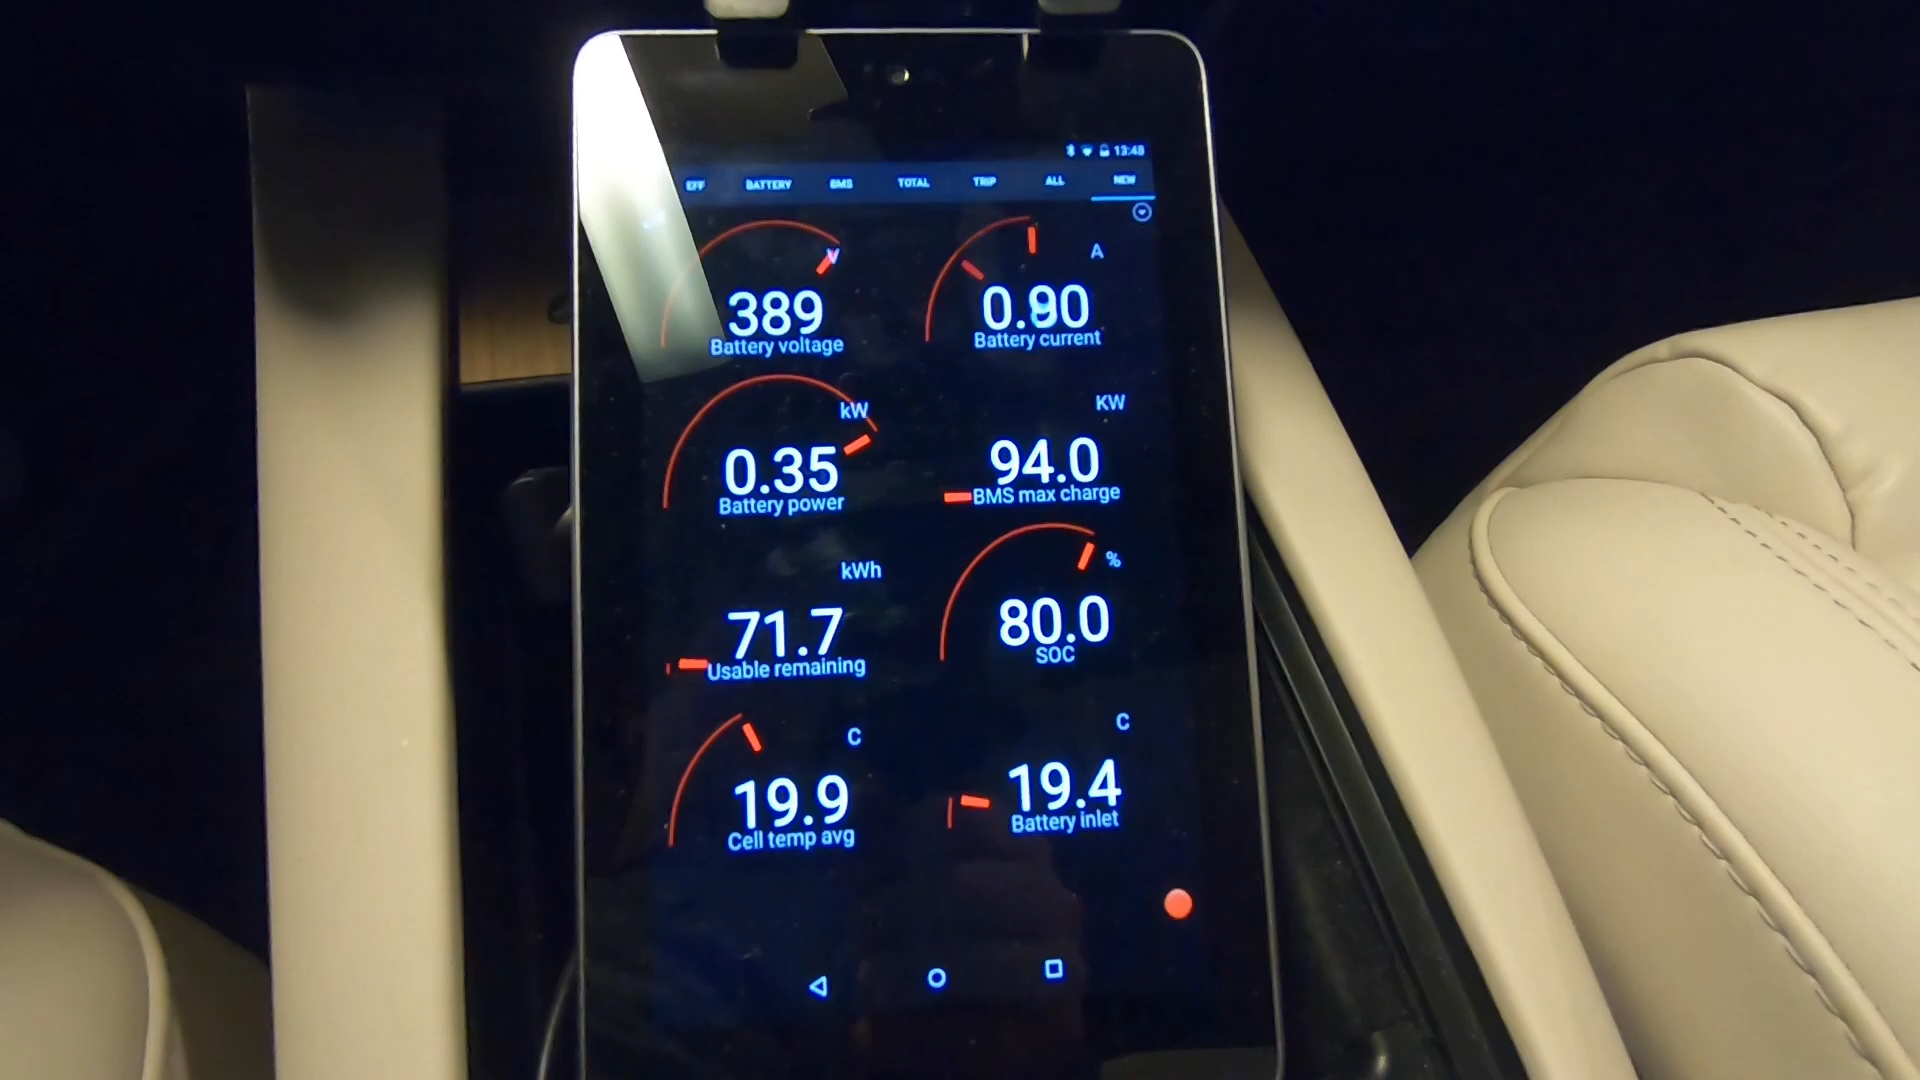 13:48
EFF BATTERY BMS TOTAL TRIP ALL NEW
V A
389 0.90
Battery voltage Battery current
kW KW
0.35 94.0
Battery power BMS max charge
kWh %
71.7 80.0
Usable remaining SOC
C C
19.9 19.4
Cell temp avg Battery inlet